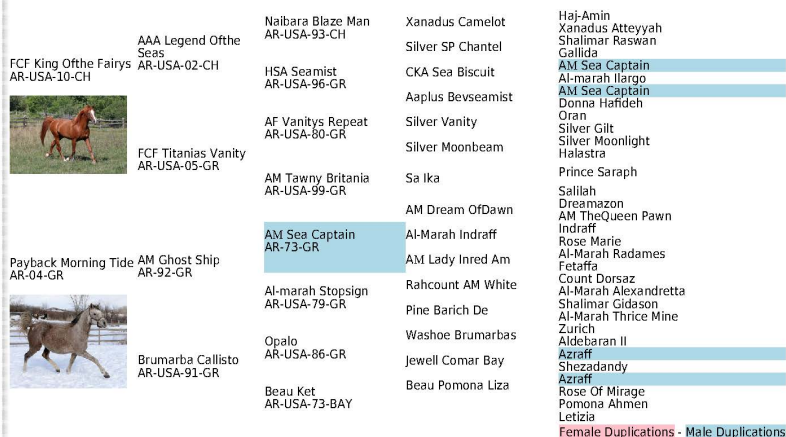 FCF King Ofthe Fairys
AR-USA-10-CH
Payback Morning Tide
AR-04-GR
AAA Legend Ofthe
Seas
AR-USA-02-CH
FCF Titanias Vanity
AR-USA-05-GR
AM Ghost Ship
AR-92-GR
Brumarba Callisto
AR-USA-91-GR
Naibara Blaze Man
AR-USA-93-CH
HSA Seamist
AR-USA-96-GR
AF Vanitys Repeat
AR-USA-80-GR
AM Tawny Britania
AR-USA-99-GR
AM Sea Captain
AR-73-GR
Al-marah Stopsign
AR-USA-79-GR
Opalo
AR-USA-86-GR
Beau Ket
AR-USA-73-BAY
Xanadus Camelot
Silver SP Chantel
CKA Sea Biscuit
Aaplus Bevseamist
Silver Vanity
Silver Moonbeam
Sa Ika
AM Dream OfDawn
Al-Marah Indraff
AM Lady Inred Am
Rahcount AM White
Pine Barich De
Washoe Brumarbas
Jewell Comar Bay
Beau Pomona Liza
Haj-Amin
Xanadus Atteyyah
Shalimar Raswan
Gallida
AM Sea Captain
Al-marah Ilargo
AM Sea Captain
Donna Hafideh
Oran
Silver Gilt
Silver Moonlight
Halastra
Prince Saraph
Salilah
Dreamazon
AM TheQueen Pawn
Indraff
Rose Marie
Al-Marah Radames
Fetaffa
Count Dorsaz
Al-Marah Alexandretta
Shalimar Gidason
Al-Marah Thrice Mine
Zurich
Aldebaran II
Azraff
Shezadandy
Azraff
Rose Of Mirage
Pomona Ahmen
Letizia
Female Duplications - Male Duplications